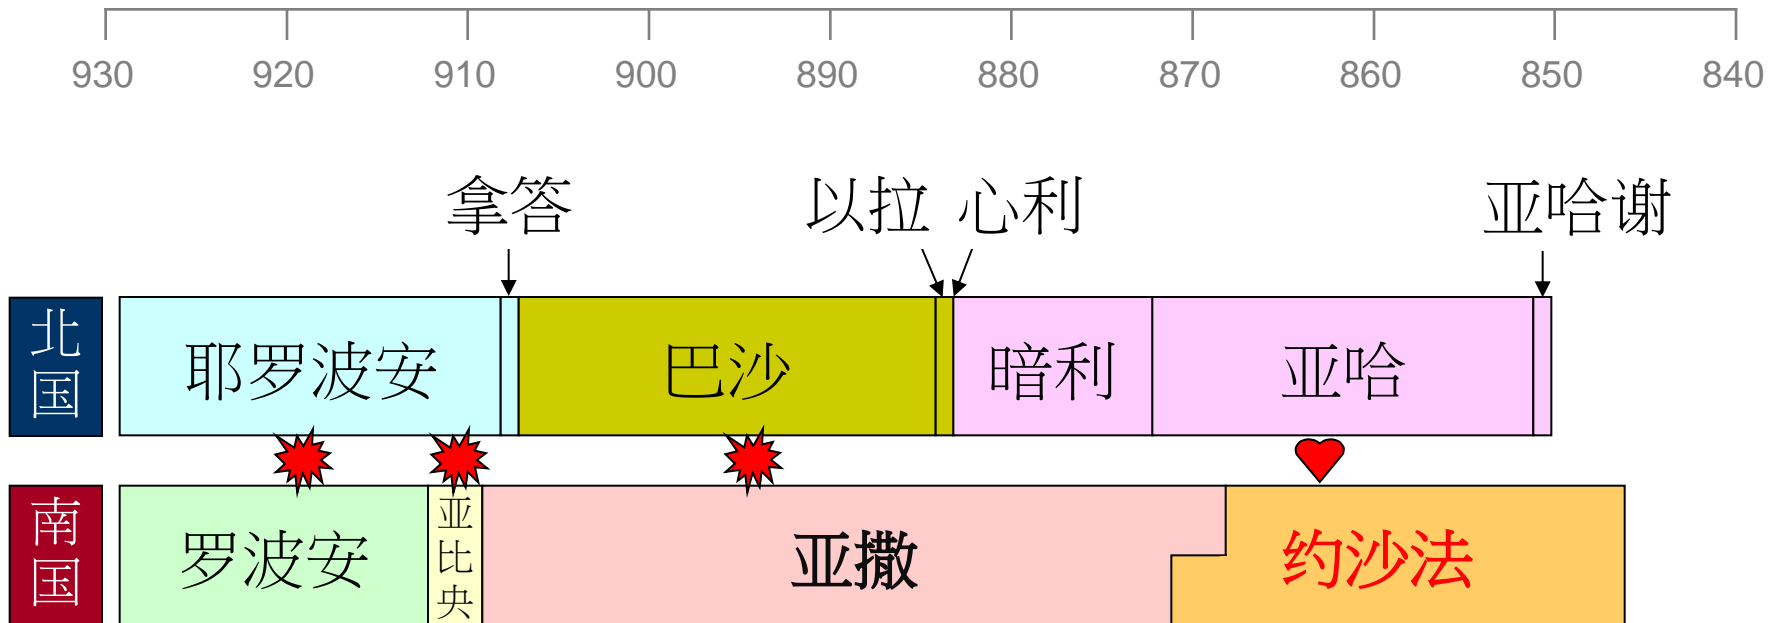 930 920 910 900 890 880 870 860 850 840
拿答 以拉 心利 亚哈谢
北国 耶罗波安 巴沙 暗利 亚哈
南国 罗波安 亚比央 亚撒 约沙法